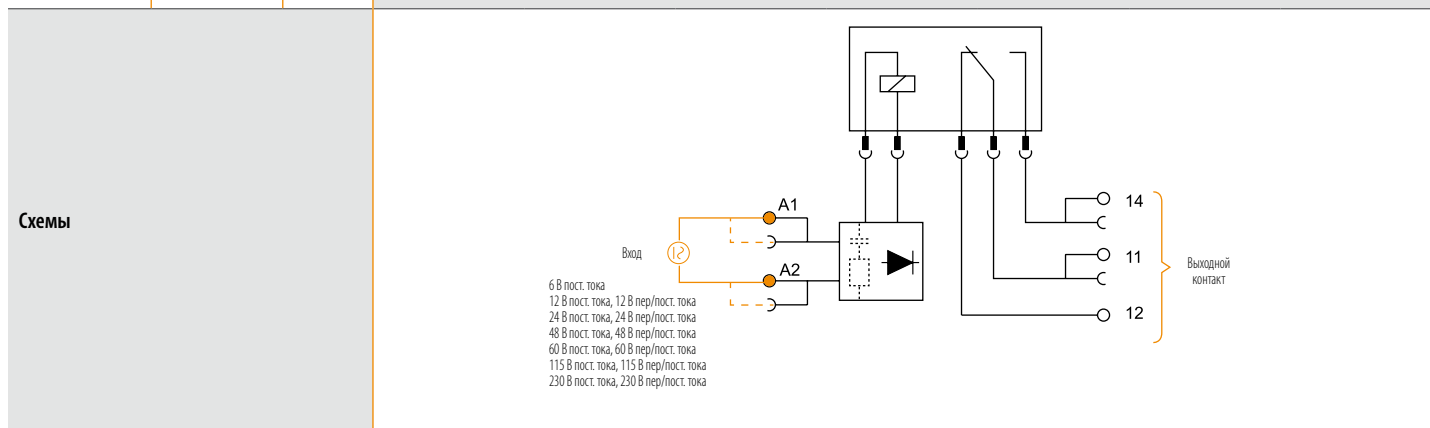 Схемы
Вход
A1
A2
6 В пост. тока
12 В пост. тока, 12 В пер/пост. тока
24 В пост. тока, 24 В пер/пост. тока
48 В пост. тока, 48 В пер/пост. тока
60 В пост. тока, 60 В пер/пост. тока
115 В пост. тока, 115 В пер/пост. тока
230 В пост. тока, 230 В пер/пост. тока
14
11
12
Выходной
контакт